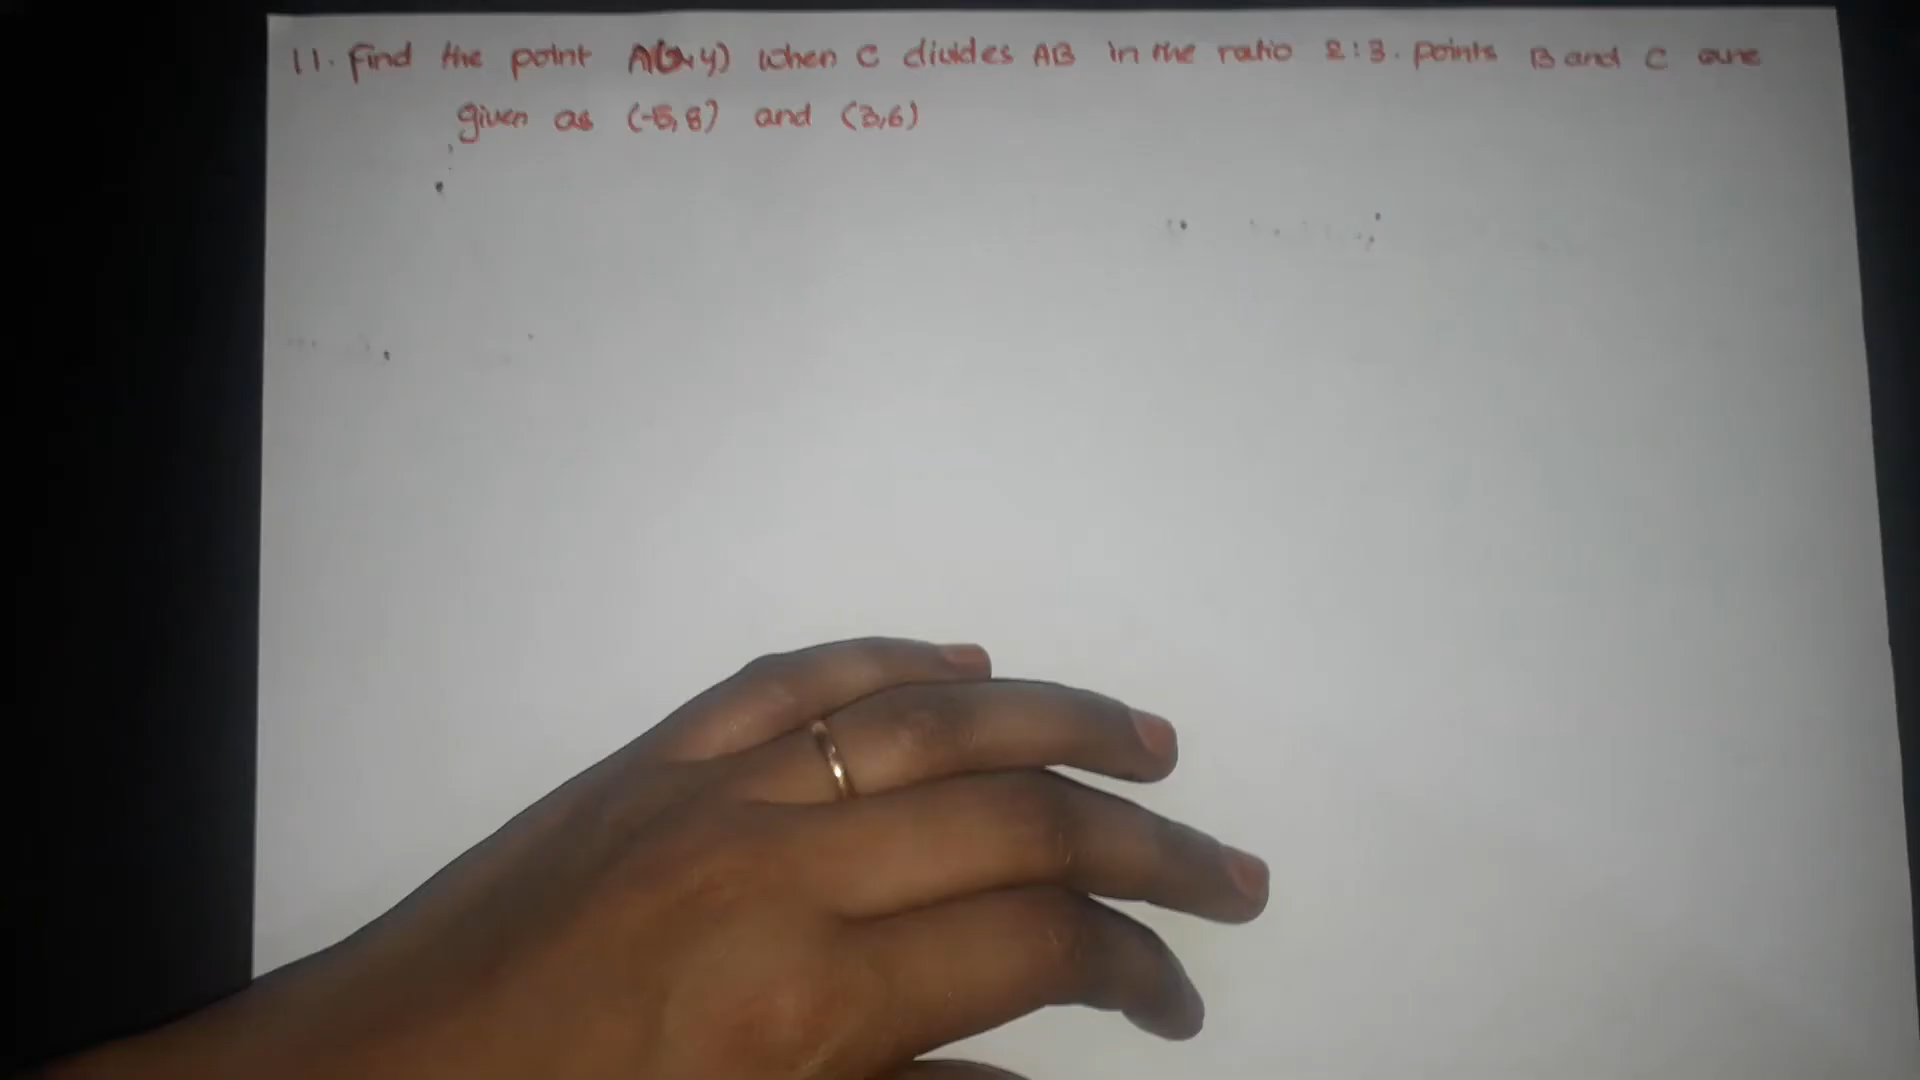 11. Find the point A(x,y) when C divides AB in the ratio 2:3. points B and C are
given as (-5,8) and (3,6)